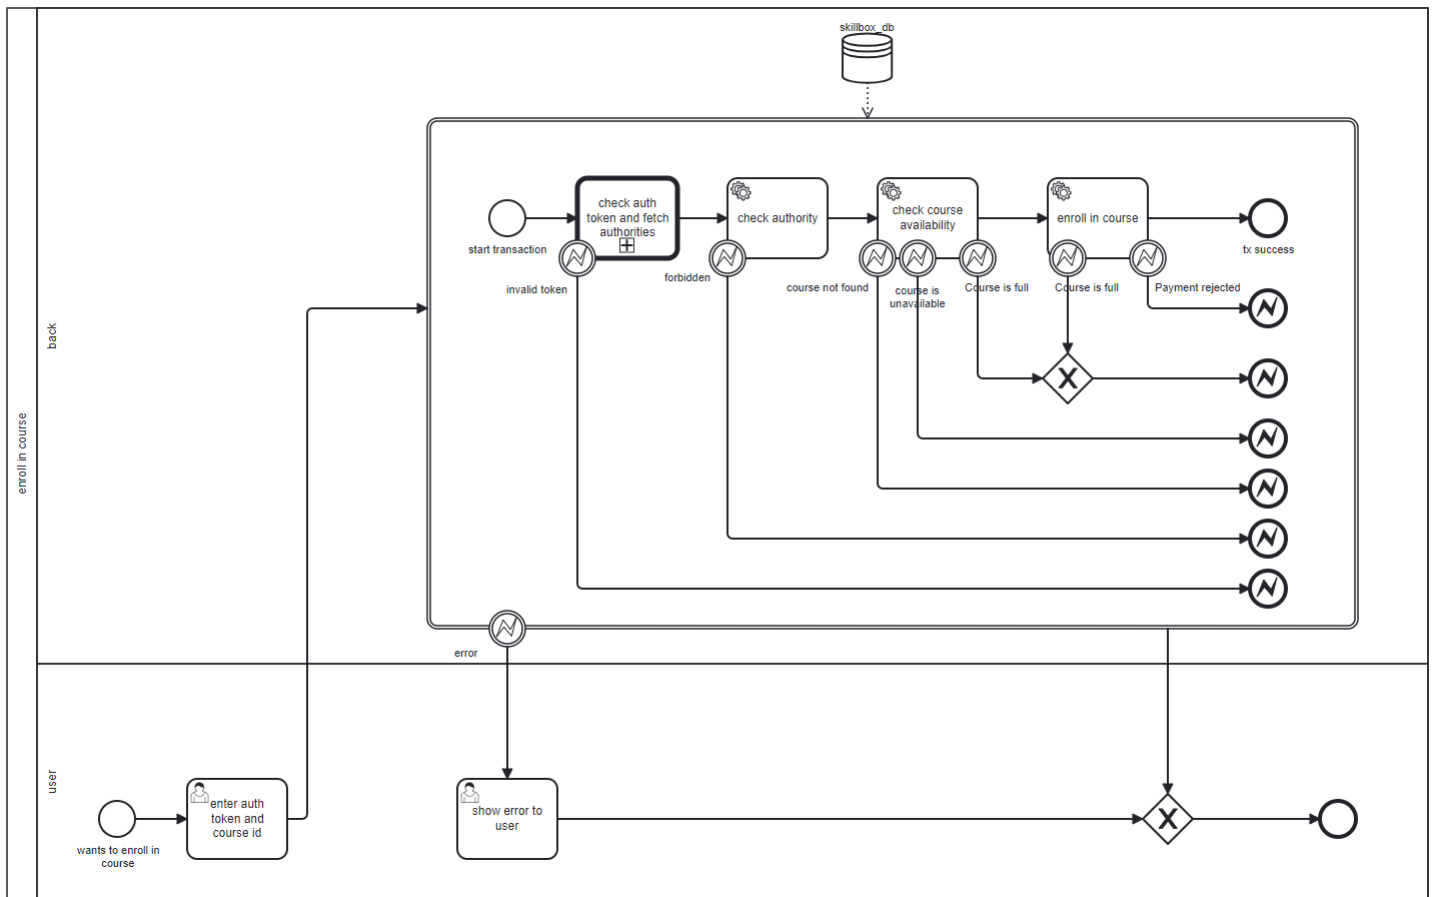 skillbox_db
check auth
token and fetch
authorities
check authority
check course
availability
enroll in course
start transaction
tx success
invalid token
forbidden
course not found
course is
unavailable
Course is full
Course is full
Payment rejected
back
enroll in course
error
user
enter auth
token and
course id
wants to enroll in
course
show error to
user